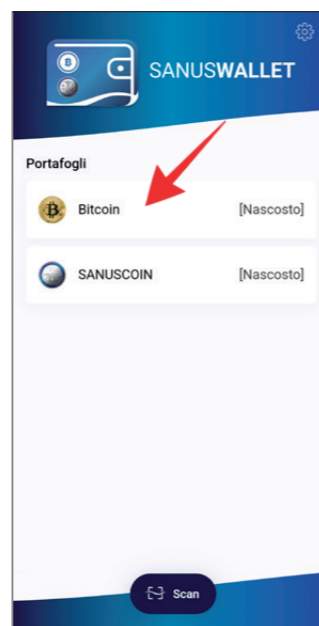 SANUSWALLET
Portafogli
Bitcoin [Nascosto]
SANUSCOIN [Nascosto]
Scan